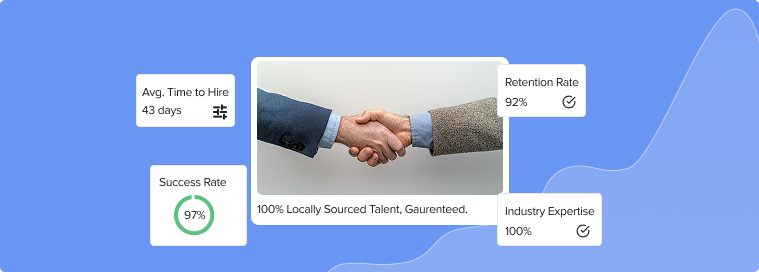 Avg. Time to Hire
43 days
Success Rate
97%
100% Locally Sourced Talent, Gaurenteed.
Retention Rate
92%
Industry Expertise
100%